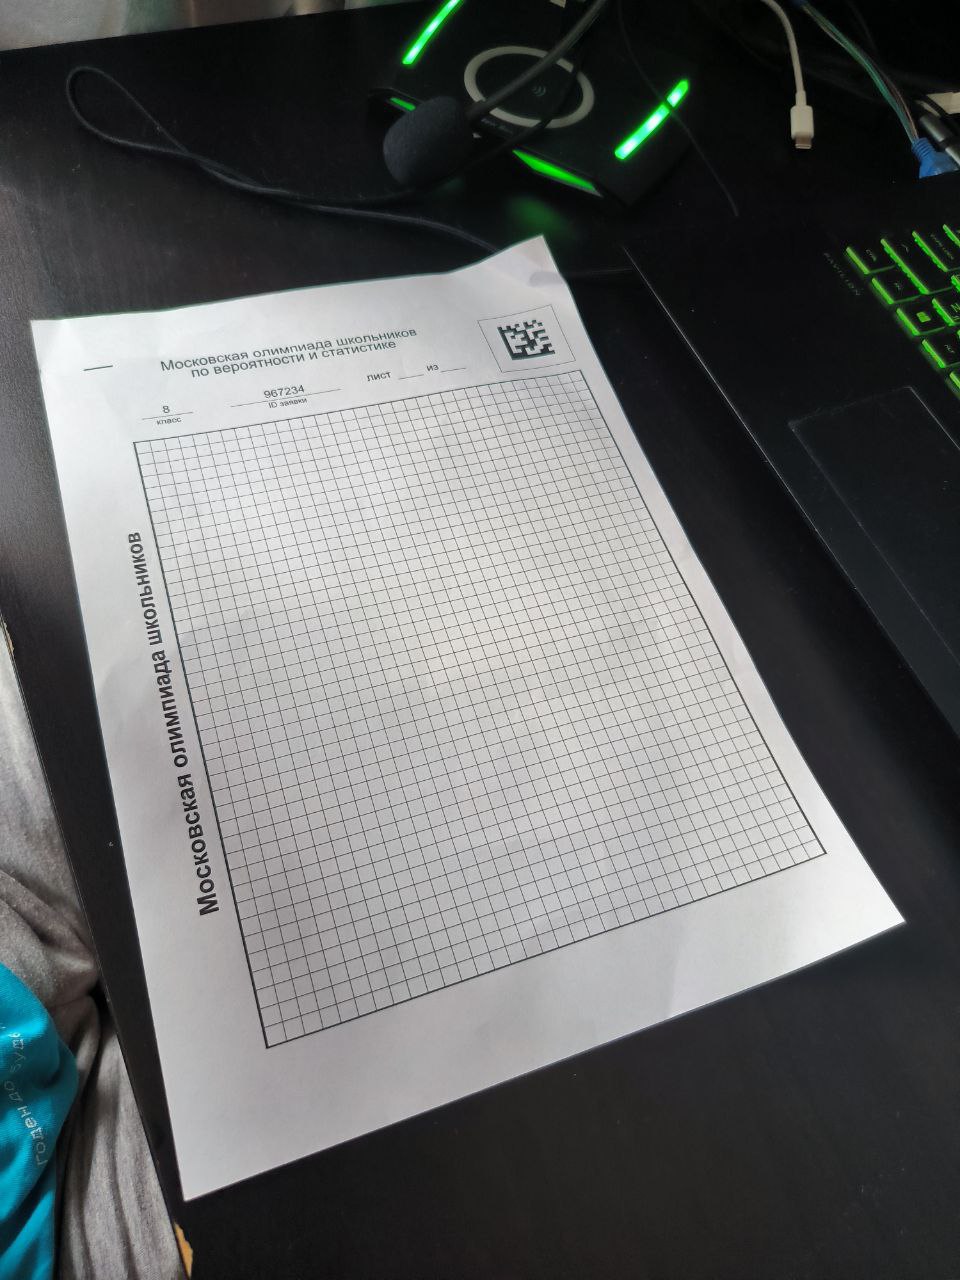 Московская олимпиада школьников
по вероятности и статистике
8
класс
967234
ID заявки
лист ____ из ____
Московская олимпиада школьников
PAVILION
годен до